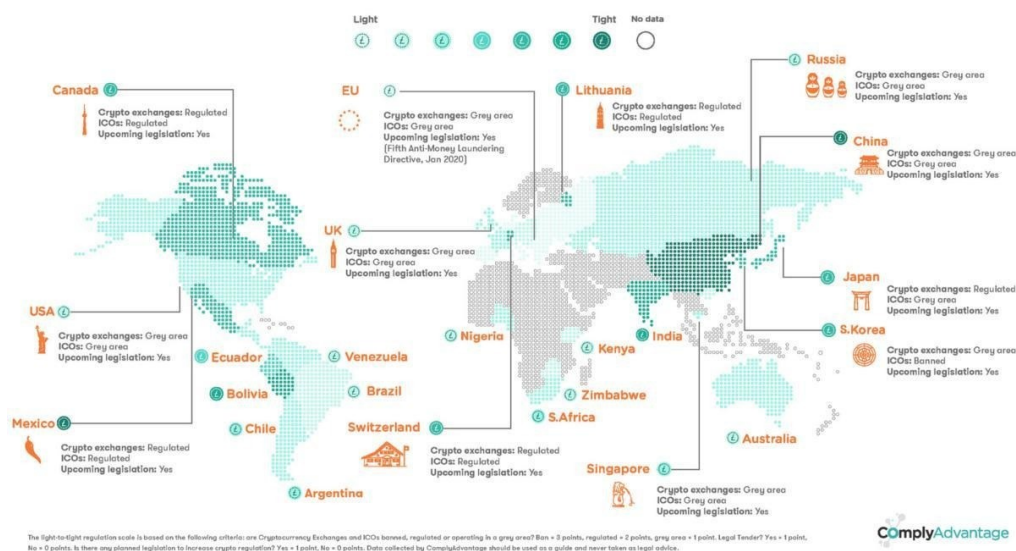 Light
Tight
No data
Canada
Crypto exchanges: Regulated
ICOs: Regulated
Upcoming legislation: Yes
EU
Crypto exchanges: Grey area
ICOs: Grey area
Upcoming legislation: Yes
(Fifth Anti-Money Laundering
Directive, Jan 2020)
Lithuania
Crypto exchanges: Regulated
ICOs: Regulated
Upcoming legislation: Yes
Russia
Crypto exchanges: Grey area
ICOs: Grey area
Upcoming legislation: Yes
China
Crypto exchanges: Grey area
ICOs: Grey area
Upcoming legislation: Yes
UK
Crypto exchanges: Grey area
ICOs: Grey area
Upcoming legislation: Yes
Japan
Crypto exchanges: Regulated
ICOs: Grey area
Upcoming legislation: Yes
USA
Crypto exchanges: Grey area
ICOs: Grey area
Upcoming legislation: Yes
S.Korea
Crypto exchanges: Grey area
ICOs: Banned
Upcoming legislation: Yes
Nigeria
Kenya
India
Ecuador
Venezuela
Bolivia
Brazil
Zimbabwe
S.Africa
Chile
Mexico
Crypto exchanges: Regulated
ICOs: Regulated
Upcoming legislation: Yes
Switzerland
Crypto exchanges: Regulated
ICOs: Regulated
Upcoming legislation: Yes
Australia
Singapore
Crypto exchanges: Grey area
ICOs: Grey area
Upcoming legislation: Yes
Argentina
The light-to-tight regulation scale is based on the following criteria: are Cryptocurrency Exchanges and ICOs banned, regulated or operating in a grey area? Ban = 3 points, regulated = 2 points, grey area = 1 point. Legal Tender? Yes = 1 point,
No = 0 points. Is there any planned legislation to increase crypto regulation? Yes = 1 point, No = 0 points. Data collected by ComplyAdvantage should be used as a guide and never taken as legal advice.
ComplyAdvantage